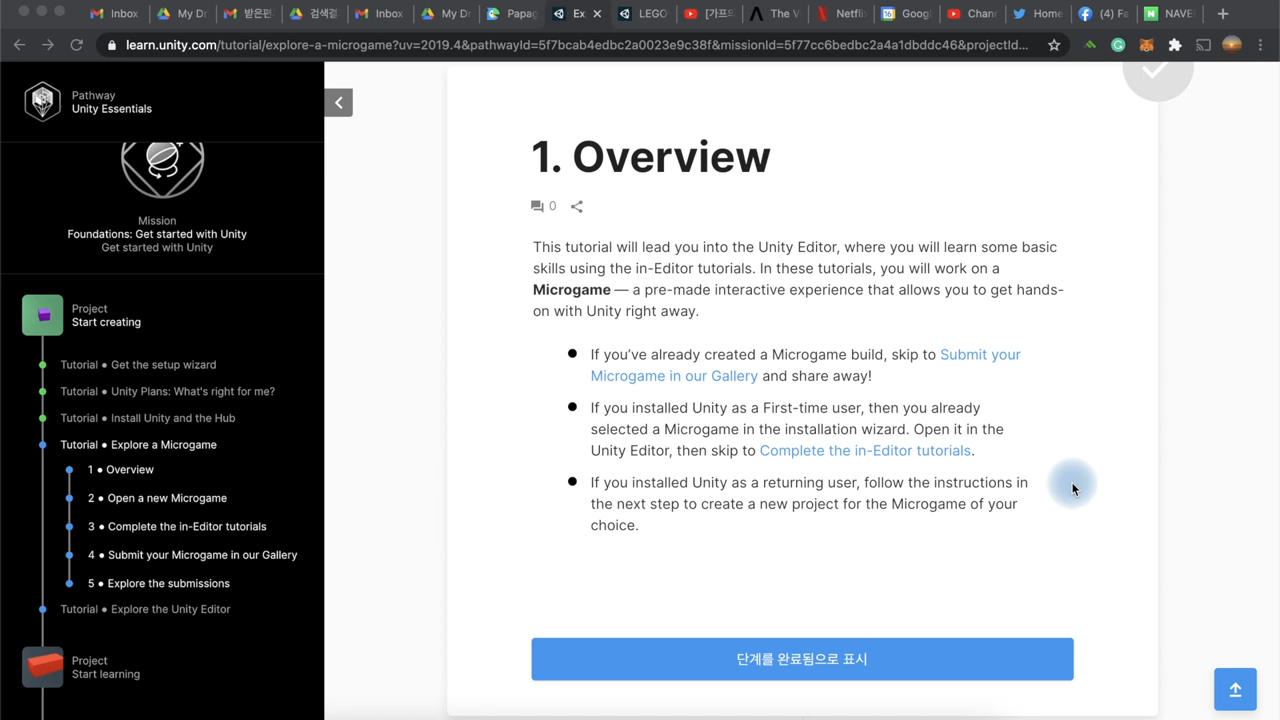 Inbox
My Dr
받은편
검색결
Inbox
My Dr
Papag
Ex
LEGO
[가프
The V
Netfli
Googl
Chan
Home
(4) Fa
NAVE
learn.unity.com/tutorial/explore-a-microgame?uv=2019.4&pathwayId=5f7bcab4edbc2a0023e9c38f&missionId=5f77cc6bedbc2a4a1dbddc46&projectId...
Pathway
Unity Essentials
Mission
Foundations: Get started with Unity
Get started with Unity
Project
Start creating
Tutorial ● Get the setup wizard
Tutorial ● Unity Plans: What's right for me?
Tutorial ● Install Unity and the Hub
Tutorial ● Explore a Microgame
1 ● Overview
2 ● Open a new Microgame
3 ● Complete the in-Editor tutorials
4 ● Submit your Microgame in our Gallery
5 ● Explore the submissions
Tutorial ● Explore the Unity Editor
Project
Start learning
1. Overview
0
This tutorial will lead you into the Unity Editor, where you will learn some basic
skills using the in-Editor tutorials. In these tutorials, you will work on a
Microgame — a pre-made interactive experience that allows you to get hands-
on with Unity right away.
● If you've already created a Microgame build, skip to Submit your
Microgame in our Gallery and share away!
● If you installed Unity as a First-time user, then you already
selected a Microgame in the installation wizard. Open it in the
Unity Editor, then skip to Complete the in-Editor tutorials.
● If you installed Unity as a returning user, follow the instructions in
the next step to create a new project for the Microgame of your
choice.
단계를 완료됨으로 표시